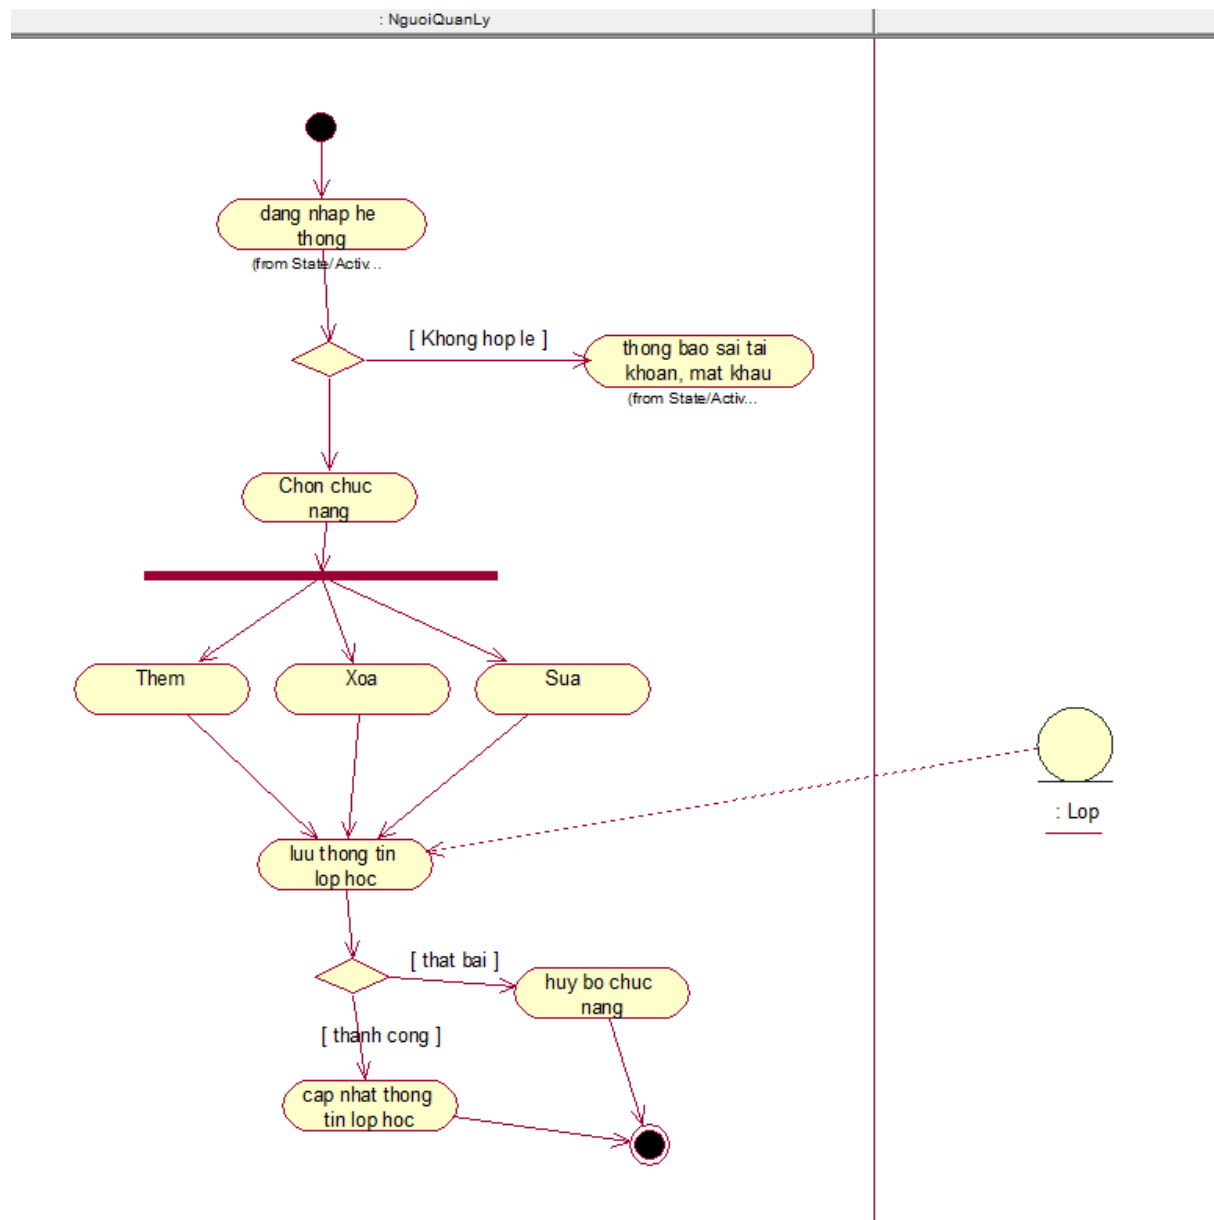 : NguoiQuanLy
dang nhap he
thong
(from State/Activ...
[ Khong hop le ]
thong bao sai tai
khoan, mat khau
(from State/Activ...
Chon chuc
nang
Them
Xoa
Sua
: Lop
luu thong tin
lop hoc
[ that bai ]
huy bo chuc
nang
[ thanh cong ]
cap nhat thong
tin lop hoc